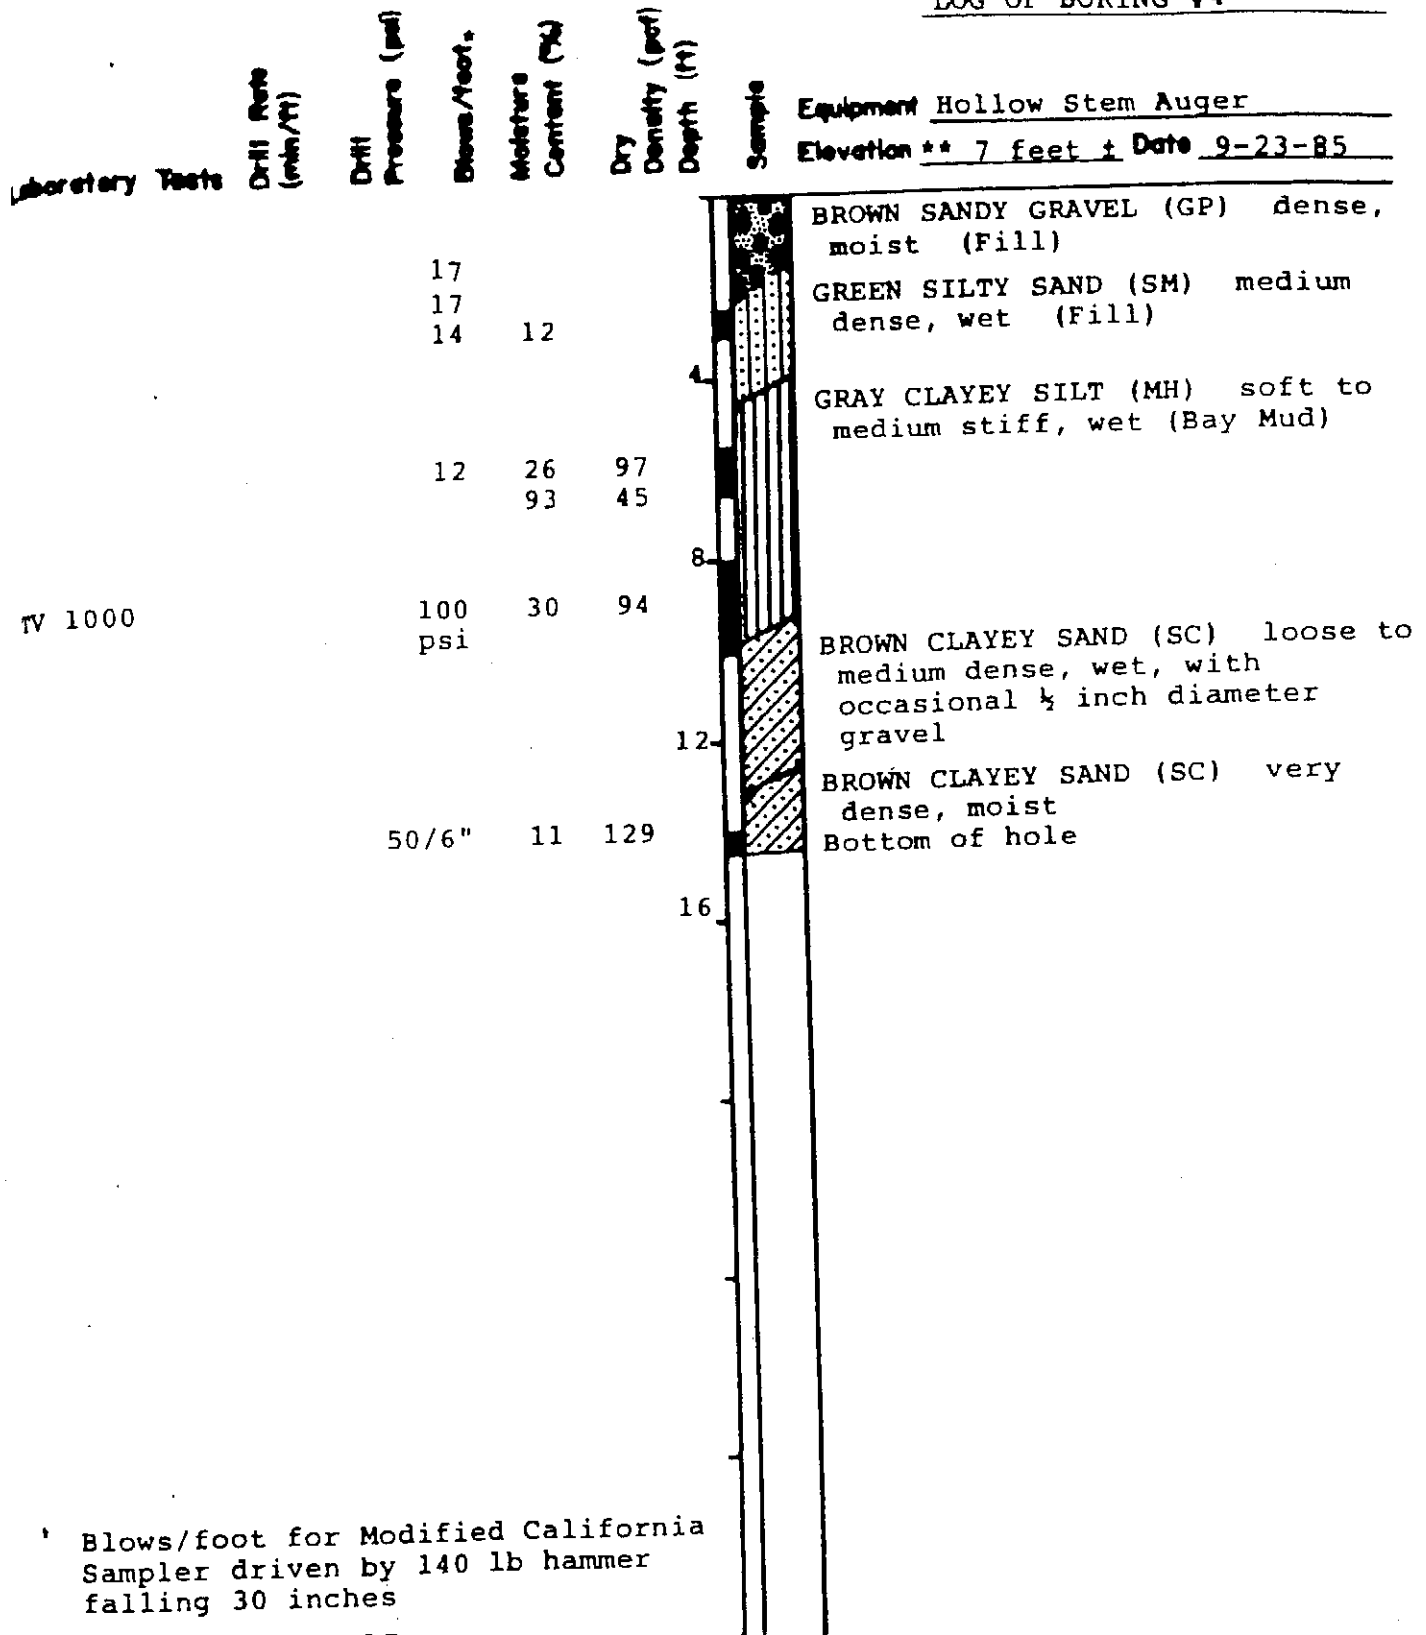 LOG OF BORING
Laboratory Tests
Drill Rate (min/ft)
Drill Pressure (psi)
Blows/foot*
Moisture Content (%)
Dry Density (pcf)
Depth (ft)
Sample
Equipment Hollow Stem Auger
Elevation ** 7 feet ± Date 9-23-85
BROWN SANDY GRAVEL (GP) dense,
moist (Fill)
17
GREEN SILTY SAND (SM) medium
17
dense, wet (Fill)
14 12
4
GRAY CLAYEY SILT (MH) soft to
medium stiff, wet (Bay Mud)
12 26 97
93 45
8
TV 1000 100 30 94
psi
BROWN CLAYEY SAND (SC) loose to
medium dense, wet, with
occasional ½ inch diameter
gravel
12
BROWN CLAYEY SAND (SC) very
dense, moist
50/6" 11 129 Bottom of hole
16
Blows/foot for Modified California
Sampler driven by 140 lb hammer
falling 30 inches